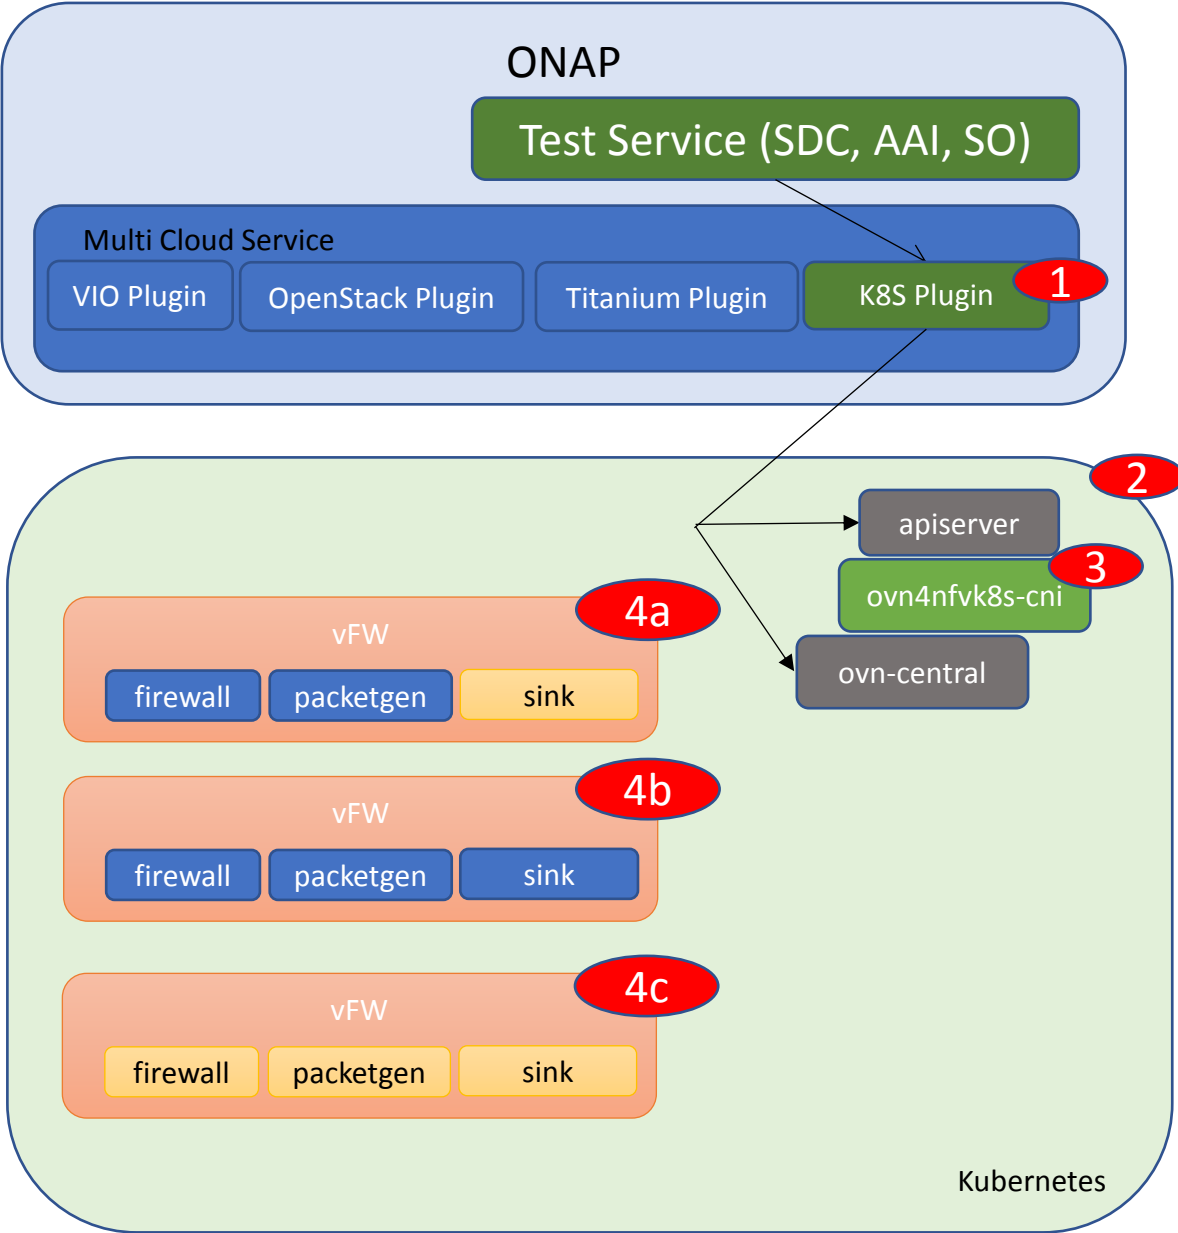 ONAP
Test Service (SDC, AAI, SO)
Multi Cloud Service
VIO Plugin
OpenStack Plugin
Titanium Plugin
K8S Plugin
1
2
apiserver
3
ovn4nfvk8s-cni
ovn-central
4a
vFW
firewall
packetgen
sink
4b
vFW
firewall
packetgen
sink
4c
vFW
firewall
packetgen
sink
Kubernetes